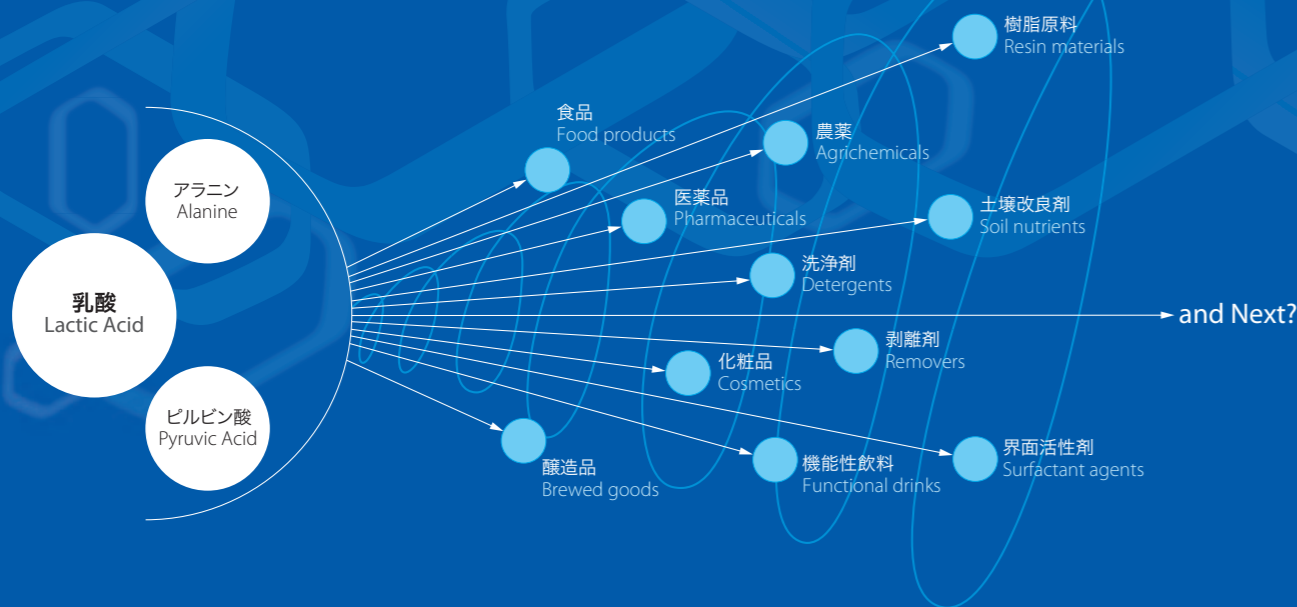 アラニン
Alanine
乳酸
Lactic Acid
ピルビン酸
Pyruvic Acid
樹脂原料
Resin materials
食品
Food products
農薬
Agrichemicals
医薬品
Pharmaceuticals
土壌改良剤
Soil nutrients
洗浄剤
Detergents
and Next?
剥離剤
Removers
化粧品
Cosmetics
醸造品
Brewed goods
機能性飲料
Functional drinks
界面活性剤
Surfactant agents